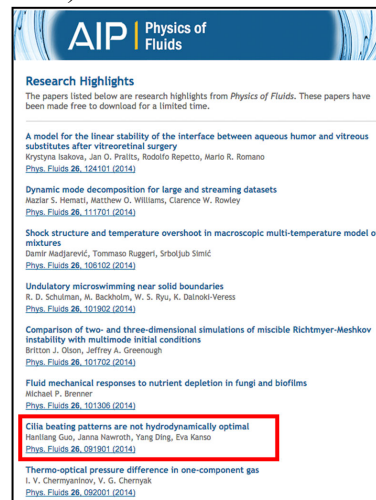 AIP Physics of
Fluids
Research Highlights
The papers listed below are research highlights from Physics of Fluids. These papers have
been made free to download for a limited time.
A model for the linear stability of the interface between aqueous humor and vitreous
substitutes after vitreoretinal surgery
Krystyna Isakova, Jan O. Pralits, Rodolfo Repetto, Mario R. Romano
Phys. Fluids 26, 124101 (2014)
Dynamic mode decomposition for large and streaming datasets
Maziar S. Hemati, Matthew O. Williams, Clarence W. Rowley
Phys. Fluids 26, 111701 (2014)
Shock structure and temperature overshoot in macroscopic multi-temperature model o
mixtures
Damir Madjarević, Tommaso Ruggeri, Srboljub Simić
Phys. Fluids 26, 106102 (2014)
Undulatory microswimming near solid boundaries
R. D. Schulman, M. Backholm, W. S. Ryu, K. Dalnoki-Veress
Phys. Fluids 26, 101902 (2014)
Comparison of two- and three-dimensional simulations of miscible Richtmyer-Meshkov
instability with multimode initial conditions
Britton J. Olson, Jeffrey A. Greenough
Phys. Fluids 26, 101702 (2014)
Fluid mechanical responses to nutrient depletion in fungi and biofilms
Michael P. Brenner
Phys. Fluids 26, 101306 (2014)
Cilia beating patterns are not hydrodynamically optimal
Hanliang Guo, Janna Nawroth, Yang Ding, Eva Kanso
Phys. Fluids 26, 091901 (2014)
Thermo-optical pressure difference in one-component gas
I. V. Chermyaninov, V. G. Chernyak
Phys. Fluids 26, 092001 (2014)